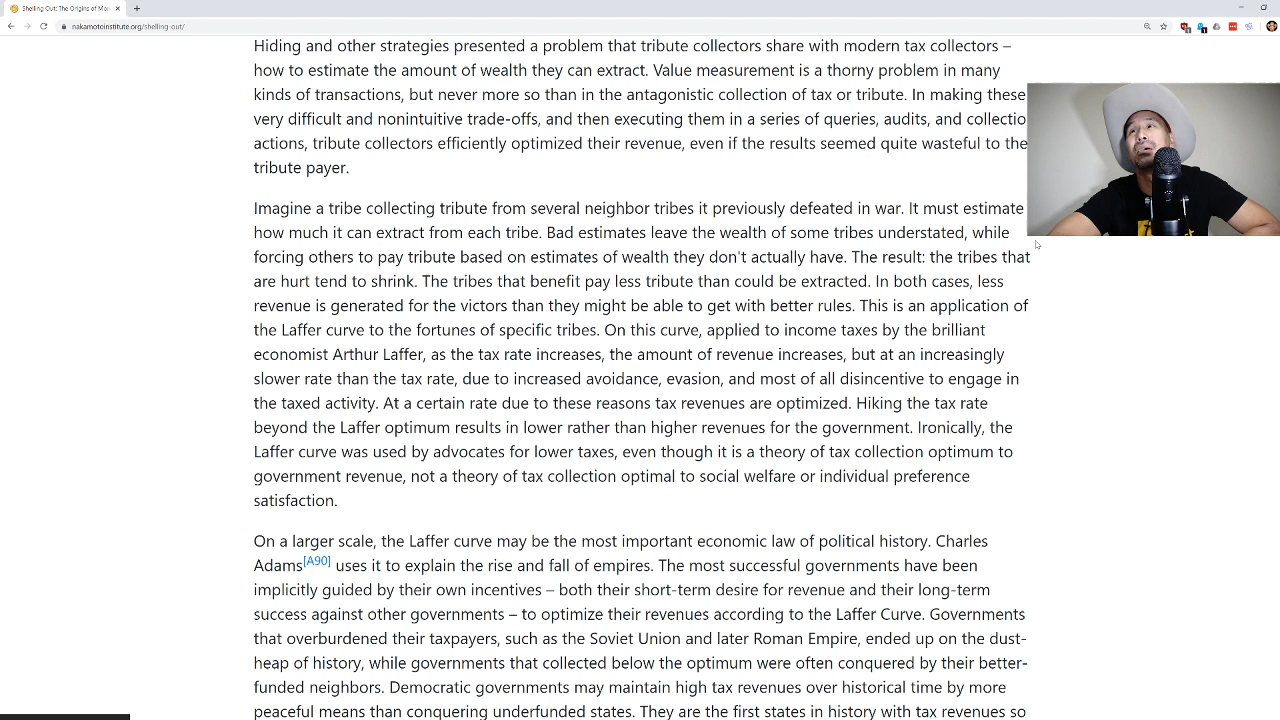 Shelling Out: The Origins of Mon
nakamotoinstitute.org/shelling-out/
Hiding and other strategies presented a problem that tribute collectors share with modern tax collectors –
how to estimate the amount of wealth they can extract. Value measurement is a thorny problem in many
kinds of transactions, but never more so than in the antagonistic collection of tax or tribute. In making these
very difficult and nonintuitive trade-offs, and then executing them in a series of queries, audits, and collectio
actions, tribute collectors efficiently optimized their revenue, even if the results seemed quite wasteful to the
tribute payer.
Imagine a tribe collecting tribute from several neighbor tribes it previously defeated in war. It must estimate
how much it can extract from each tribe. Bad estimates leave the wealth of some tribes understated, while
forcing others to pay tribute based on estimates of wealth they don't actually have. The result: the tribes that
are hurt tend to shrink. The tribes that benefit pay less tribute than could be extracted. In both cases, less
revenue is generated for the victors than they might be able to get with better rules. This is an application of
the Laffer curve to the fortunes of specific tribes. On this curve, applied to income taxes by the brilliant
economist Arthur Laffer, as the tax rate increases, the amount of revenue increases, but at an increasingly
slower rate than the tax rate, due to increased avoidance, evasion, and most of all disincentive to engage in
the taxed activity. At a certain rate due to these reasons tax revenues are optimized. Hiking the tax rate
beyond the Laffer optimum results in lower rather than higher revenues for the government. Ironically, the
Laffer curve was used by advocates for lower taxes, even though it is a theory of tax collection optimum to
government revenue, not a theory of tax collection optimal to social welfare or individual preference
satisfaction.
On a larger scale, the Laffer curve may be the most important economic law of political history. Charles
Adams[A90] uses it to explain the rise and fall of empires. The most successful governments have been
implicitly guided by their own incentives – both their short-term desire for revenue and their long-term
success against other governments – to optimize their revenues according to the Laffer Curve. Governments
that overburdened their taxpayers, such as the Soviet Union and later Roman Empire, ended up on the dust-
heap of history, while governments that collected below the optimum were often conquered by their better-
funded neighbors. Democratic governments may maintain high tax revenues over historical time by more
peaceful means than conquering underfunded states. They are the first states in history with tax revenues so